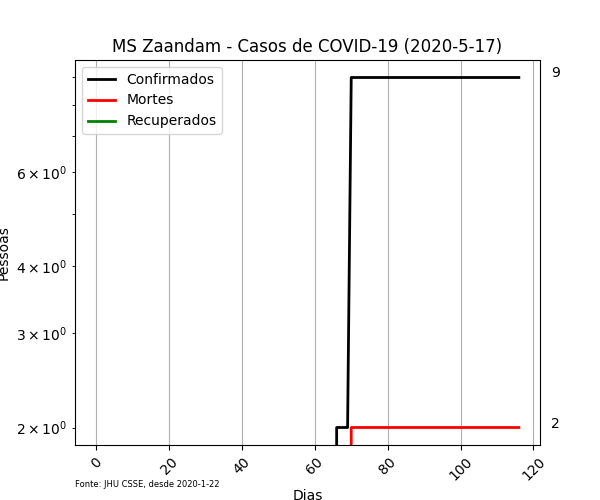 MS Zaandam - Casos de COVID-19 (2020-5-17)
Confirmados
Mortes
Recuperados
9
6 × 10⁰
4 × 10⁰
3 × 10⁰
2 × 10⁰
2
Pessoas
0 20 40 60 80 100 120
Fonte: JHU CSSE, desde 2020-1-22
Dias